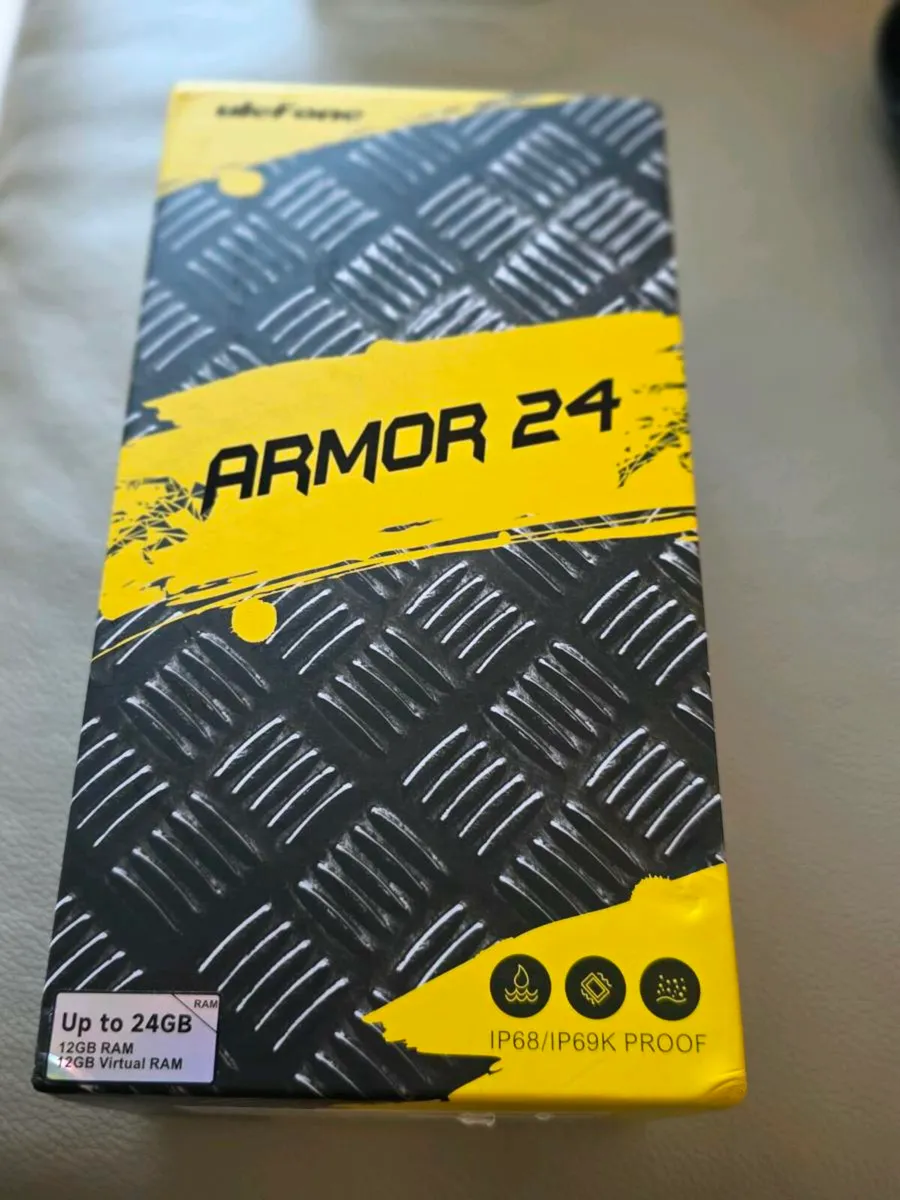 ulefone
ARMOR 24
RAM
Up to 24GB
12GB RAM
12GB Virtual RAM
IP68/IP69K PROOF